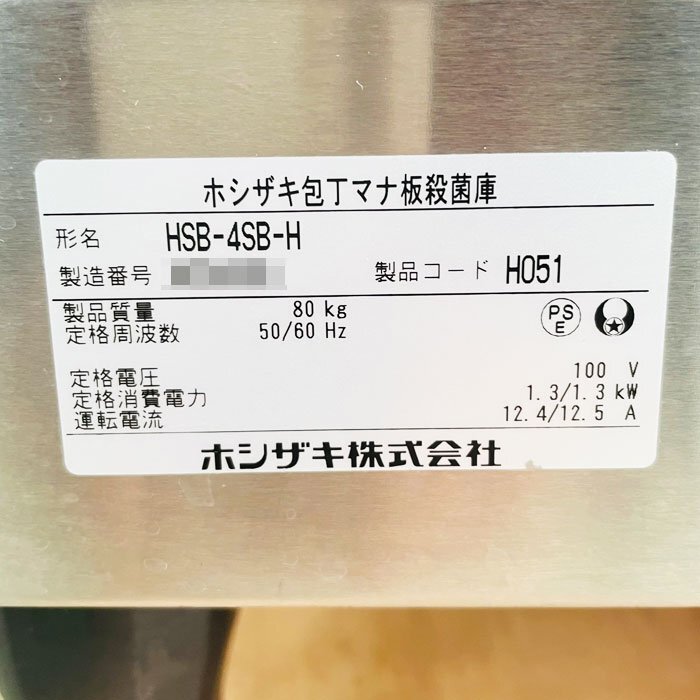 ホシザキ包丁マナ板殺菌庫
形名 HSB-4SB-H
製造番号
製品コード H051
製品質量 80 kg
定格周波数 50/60 Hz
PS
E
定格電圧 100 V
定格消費電力 1.3/1.3 kW
運転電流 12.4/12.5 A
ホシザキ株式会社